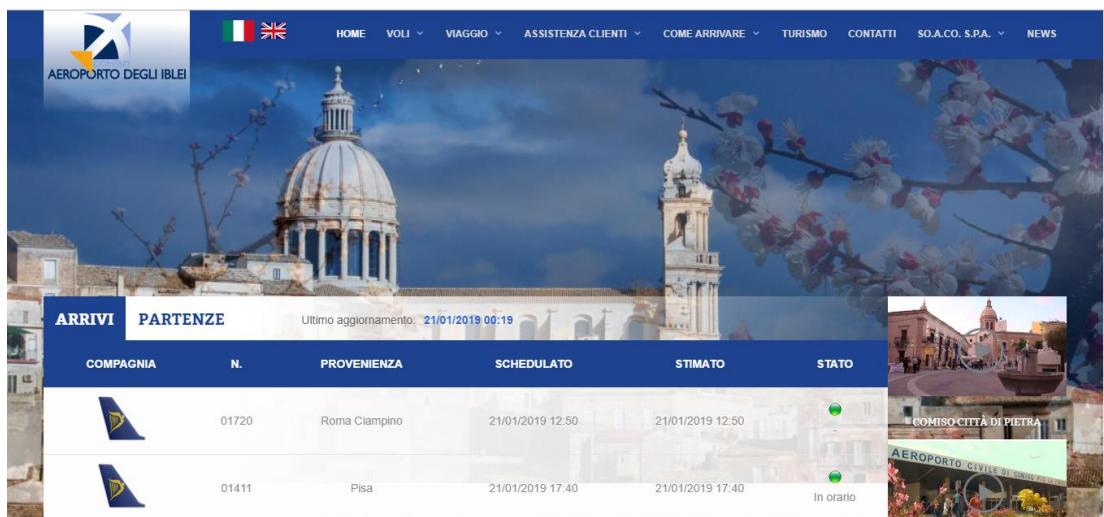 HOME VOLI VIAGGIO ASSISTENZA CLIENTI COME ARRIVARE TURISMO CONTATTI SO.A.CO. S.P.A. NEWS
AEROPORTO DEGLI IBLEI
ARRIVI PARTENZE Ultimo aggiornamento: 21/01/2019 00:19
COMPAGNIA N. PROVENIENZA SCHEDULATO STIMATO STATO
01720 Roma Ciampino 21/01/2019 12:50 21/01/2019 12:50 -
COMISO CITTÀ DI PIETRA
AEROPORTO CIVILE DI COMISO
01411 Pisa 21/01/2019 17:40 21/01/2019 17:40 In orario